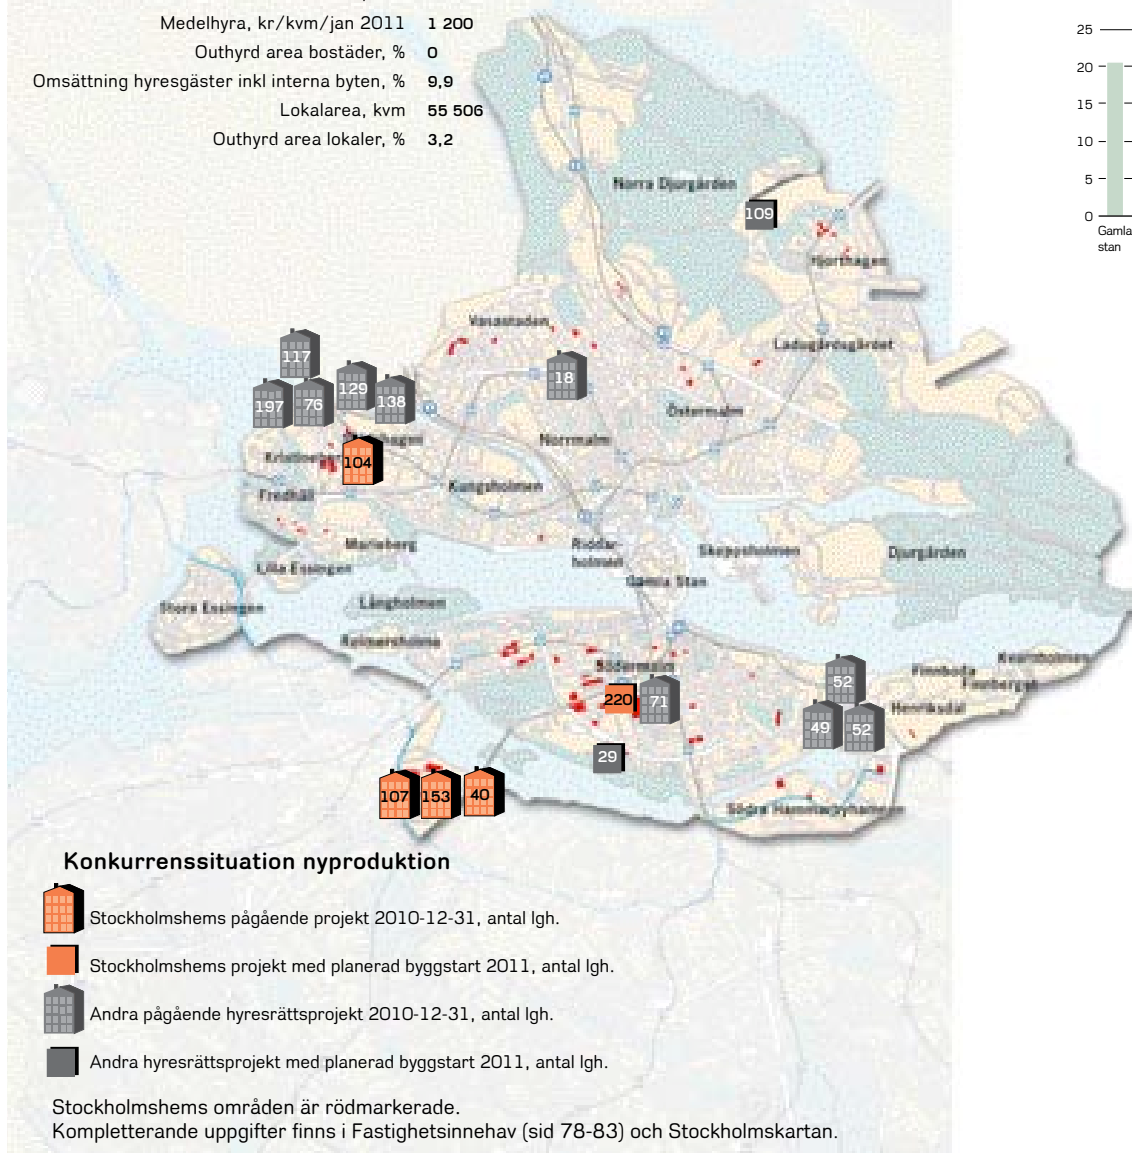 Medelhyra, kr/kvm/jan 2011 1 200
Outhyrd area bostäder, % 0
Omsättning hyresgäster inkl interna byten, % 9,9
Lokalarea, kvm 55 506
Outhyrd area lokaler, % 3,2
25
20
15
10
5
0
Gamla
stan
Norra Djurgården
109
Hjorthagen
Vasastaden
Ladugårdsgärdet
117
197
76
129
138
18
Östermalm
Norrmalm
104
Fredhäll
Kungsholmen
Marieberg
Lilla Essingen
Riddar-
holmen
Skeppsholmen
Djurgården
Gamla Stan
Stora Essingen
Långholmen
Reimersholme
Södermalm
220
71
29
52
49
52
Finnboda
Kvarnholmen
Finnberget
Henriksdal
107
153
40
Södra Hammarbyhamnen
Konkurrenssituation nyproduktion
Stockholmshems pågående projekt 2010-12-31, antal lgh.
Stockholmshems projekt med planerad byggstart 2011, antal lgh.
Andra pågående hyresrättsprojekt 2010-12-31, antal lgh.
Andra hyresrättsprojekt med planerad byggstart 2011, antal lgh.
Stockholmshems områden är rödmarkerade.
Kompletterande uppgifter finns i Fastighetsinnehav (sid 78-83) och Stockholmskartan.